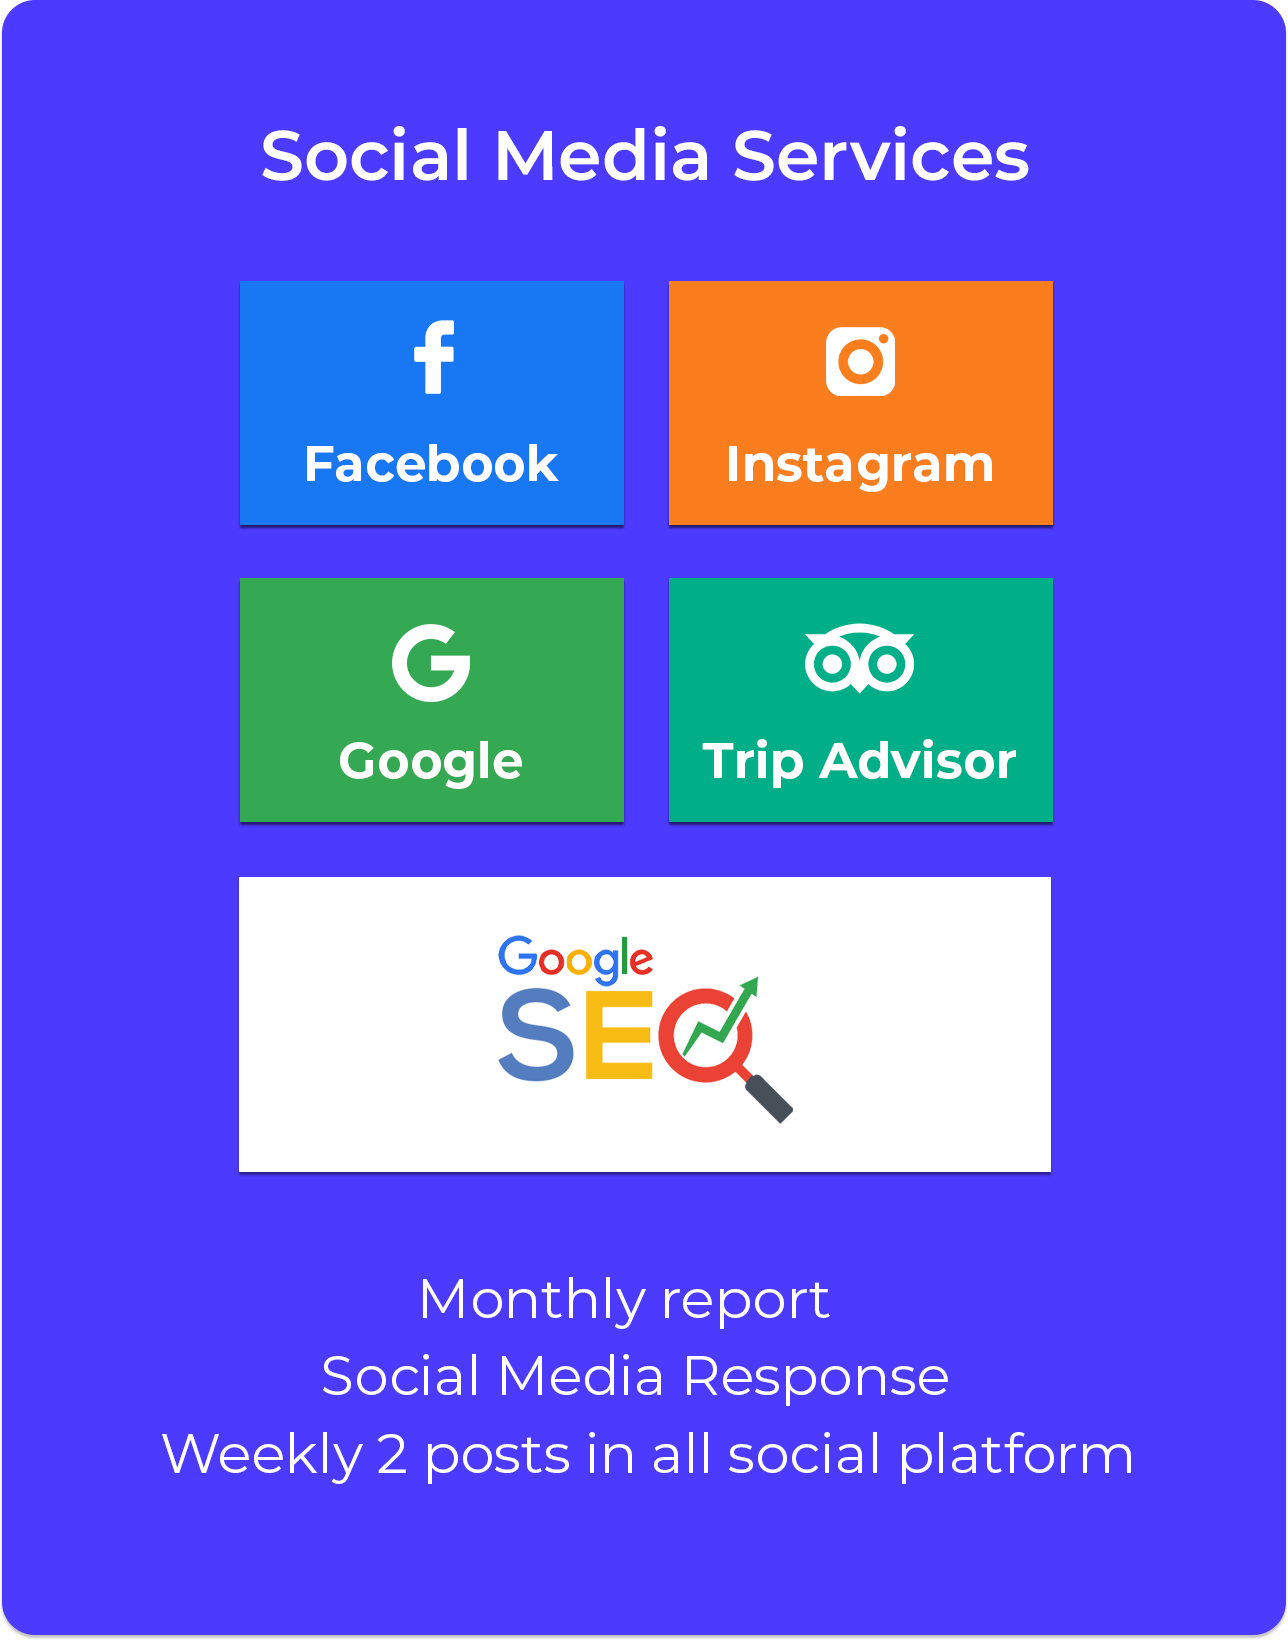 Social Media Services
Facebook
Instagram
Google
Trip Advisor
Google
SEO
Monthly report
Social Media Response
Weekly 2 posts in all social platform